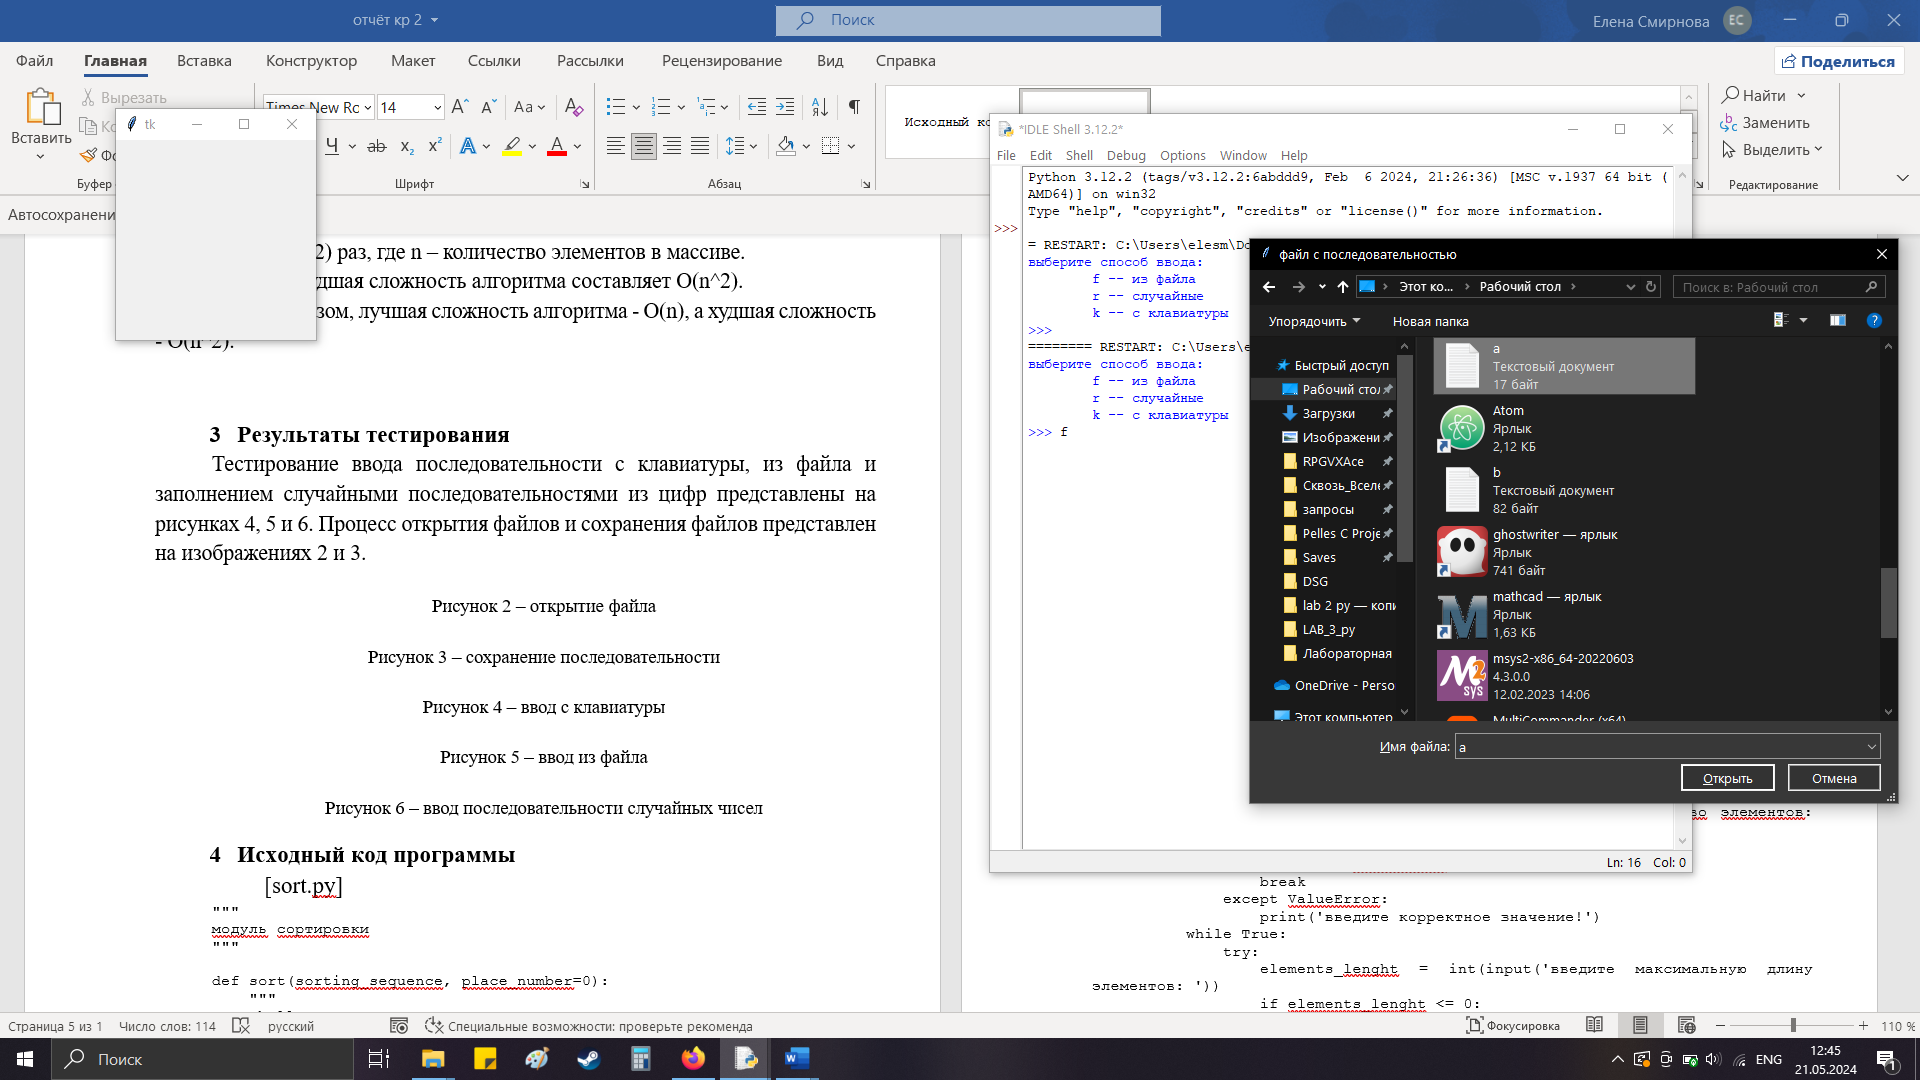 отчёт кр 2
Поиск
Елена Смирнова
ЕС
Файл
Главная
Вставка
Конструктор
Макет
Ссылки
Рассылки
Рецензирование
Вид
Справка
Поделиться
Вставить
Вырезать
Буфер
Times New Ro
14
Шрифт
Абзац
Исходный
Найти
Заменить
Выделить
Редактирование
Автосохранени
tk
2) раз, где n – количество элементов в массиве.
удшая сложность алгоритма составляет O(n^2).
зом, лучшая сложность алгоритма - O(n), а худшая сложность
- O(n^2).
3 Результаты тестирования
Тестирование ввода последовательности с клавиатуры, из файла и
заполнением случайными последовательностями из цифр представлены на
рисунках 4, 5 и 6. Процесс открытия файлов и сохранения файлов представлен
на изображениях 2 и 3.
Рисунок 2 – открытие файла
Рисунок 3 – сохранение последовательности
Рисунок 4 – ввод с клавиатуры
Рисунок 5 – ввод из файла
Рисунок 6 – ввод последовательности случайных чисел
4 Исходный код программы
[sort.py]
"""
модуль сортировки
"""
def sort(sorting_sequence, place_number=0):
"""
*IDLE Shell 3.12.2*
File Edit Shell Debug Options Window Help
Python 3.12.2 (tags/v3.12.2:6abddd9, Feb  6 2024, 21:26:36) [MSC v.1937 64 bit (
AMD64)] on win32
Type "help", "copyright", "credits" or "license()" for more information.
>>>
= RESTART: C:\Users\elesm\Do
выберите способ ввода:
f -- из файла
r -- случайные
k -- с клавиатуры
>>>
======== RESTART: C:\Users\e
выберите способ ввода:
f -- из файла
r -- случайные
k -- с клавиатуры
>>> f
Ln: 16 Col: 0
файл с последовательностью
Этот ко... Рабочий стол
Поиск в: Рабочий стол
Упорядочить
Новая папка
Быстрый доступ
Рабочий стол
Загрузки
Изображени
RPGVXAce
Сквозь_Вселе
запросы
Pelles C Proje
Saves
DSG
lab 2 py — копи
LAB_3_py
Лабораторная
OneDrive - Perso
Этот компьютер
a
Текстовый документ
17 байт
Atom
Ярлык
2,12 КБ
b
Текстовый документ
82 байт
ghostwriter — ярлык
Ярлык
741 байт
mathcad — ярлык
Ярлык
1,63 КБ
msys2-x86_64-20220603
4.3.0.0
12.02.2023 14:06
MultiCommander (x64)
Имя файла: a
Открыть
Отмена
во элементов:
break
except ValueError:
print('введите корректное значение!')
while True:
try:
elements_lenght = int(input('введите максимальную длину
элементов: '))
if elements_lenght <= 0:
Страница 5 из 1
Число слов: 114
русский
Специальные возможности: проверьте рекоменда
Фокусировка
110 %
Поиск
ENG
12:45
21.05.2024
1